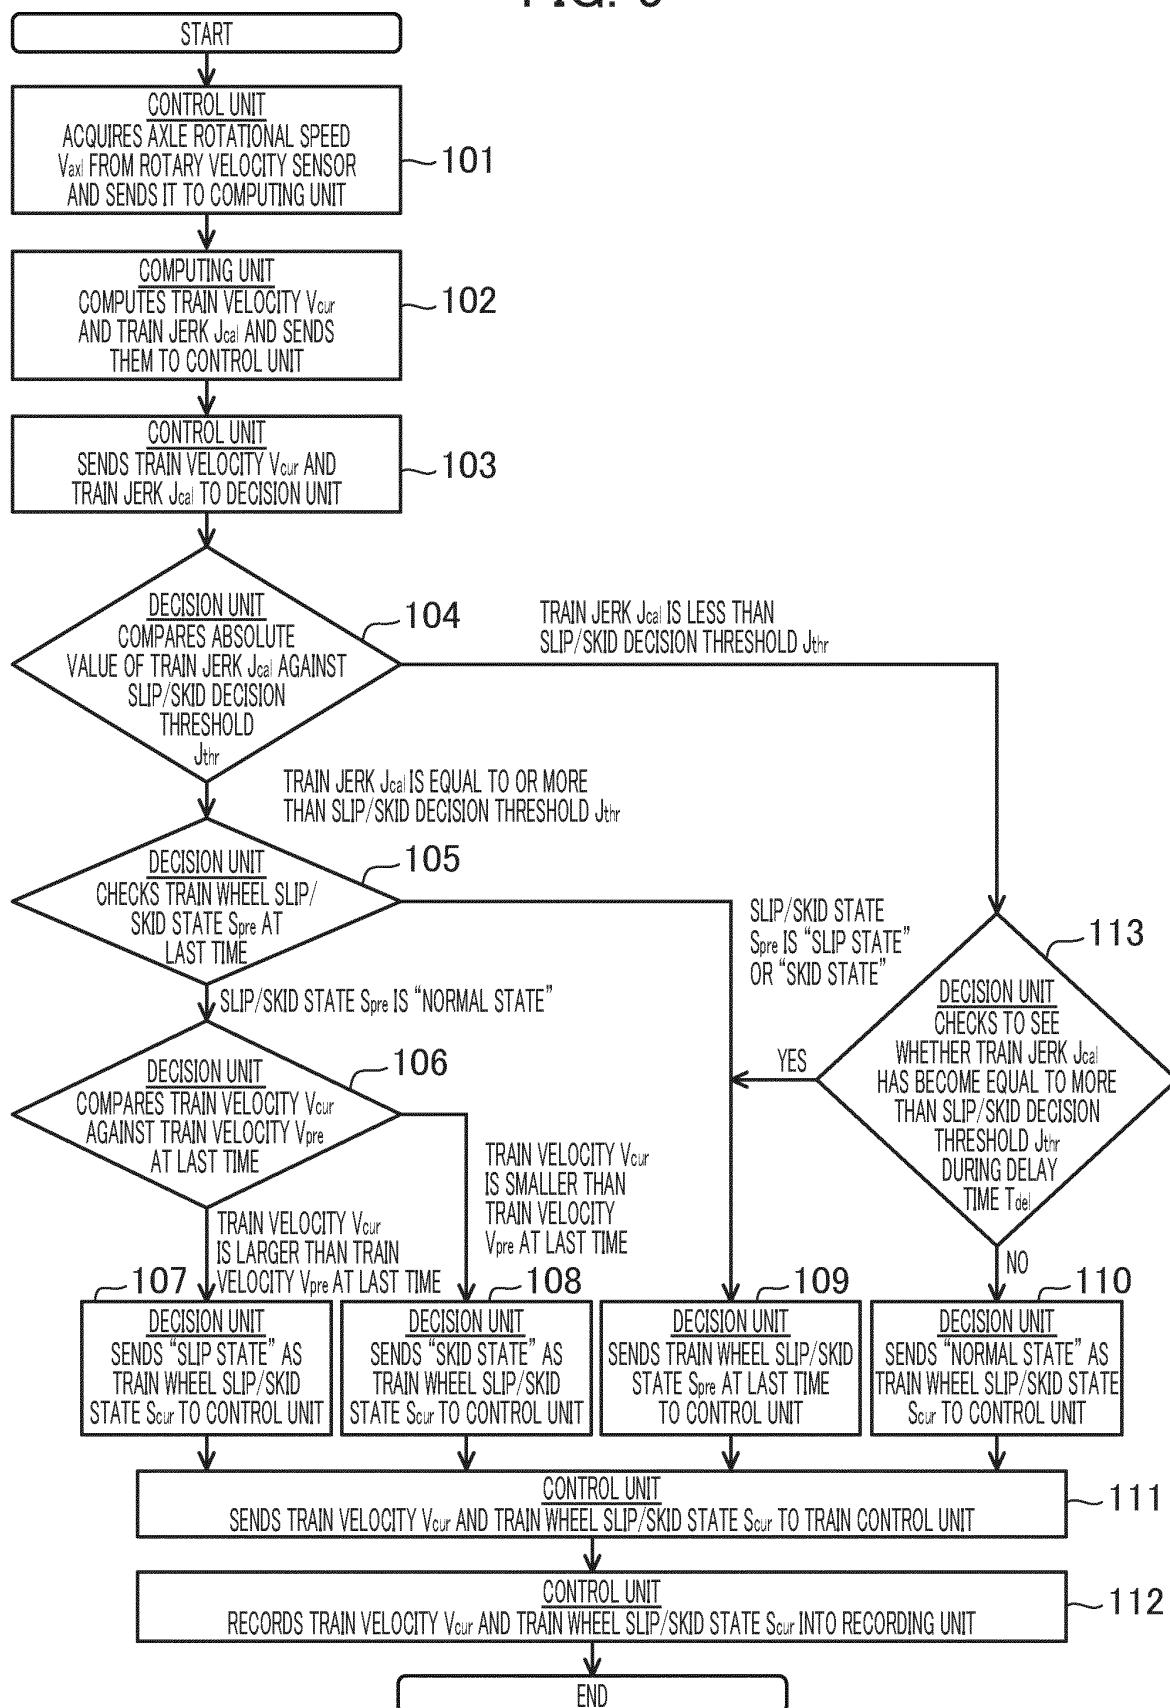 START
CONTROL UNIT
ACQUIRES AXLE ROTATIONAL SPEED
Vaxl FROM ROTARY VELOCITY SENSOR
AND SENDS IT TO COMPUTING UNIT
101
COMPUTING UNIT
COMPUTES TRAIN VELOCITY Vcur
AND TRAIN JERK Jcal AND SENDS
THEM TO CONTROL UNIT
102
CONTROL UNIT
SENDS TRAIN VELOCITY Vcur AND
TRAIN JERK Jcal TO DECISION UNIT
103
DECISION UNIT
COMPARES ABSOLUTE
VALUE OF TRAIN JERK Jcal AGAINST
SLIP/SKID DECISION
THRESHOLD
Jthr
104
TRAIN JERK Jcal IS LESS THAN
SLIP/SKID DECISION THRESHOLD Jthr
TRAIN JERK Jcal IS EQUAL TO OR MORE
THAN SLIP/SKID DECISION THRESHOLD Jthr
DECISION UNIT
CHECKS TRAIN WHEEL SLIP/
SKID STATE Spre AT
LAST TIME
105
SLIP/SKID STATE
Spre IS “SLIP STATE”
OR “SKID STATE”
SLIP/SKID STATE Spre IS “NORMAL STATE”
DECISION UNIT
CHECKS TO SEE
WHETHER TRAIN JERK Jcal
HAS BECOME EQUAL TO MORE
THAN SLIP/SKID DECISION
THRESHOLD Jthr
DURING DELAY
TIME Tdel
113
YES
NO
DECISION UNIT
COMPARES TRAIN VELOCITY Vcur
AGAINST TRAIN VELOCITY Vpre
AT LAST TIME
106
TRAIN VELOCITY Vcur
IS LARGER THAN TRAIN
VELOCITY Vpre AT LAST TIME
TRAIN VELOCITY Vcur
IS SMALLER THAN
TRAIN VELOCITY
Vpre AT LAST TIME
107
DECISION UNIT
SENDS “SLIP STATE” AS
TRAIN WHEEL SLIP/SKID
STATE Scur TO CONTROL UNIT
108
DECISION UNIT
SENDS “SKID STATE” AS
TRAIN WHEEL SLIP/SKID
STATE Scur TO CONTROL UNIT
109
DECISION UNIT
SENDS TRAIN WHEEL SLIP/SKID
STATE Spre AT LAST TIME
TO CONTROL UNIT
110
DECISION UNIT
SENDS “NORMAL STATE” AS
TRAIN WHEEL SLIP/SKID STATE
Scur TO CONTROL UNIT
CONTROL UNIT
SENDS TRAIN VELOCITY Vcur AND TRAIN WHEEL SLIP/SKID STATE Scur TO TRAIN CONTROL UNIT
111
CONTROL UNIT
RECORDS TRAIN VELOCITY Vcur AND TRAIN WHEEL SLIP/SKID STATE Scur INTO RECORDING UNIT
112
END